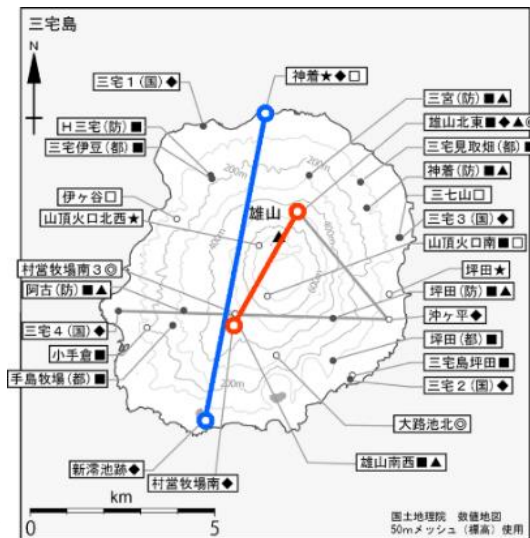 三宅島
N
三宅1(国)◆
神着★◆□
H三宅(防)■
三宅伊豆(都)■
三宮(防)■▲
雄山北東■◆▲◎
三宅見取畑(都)■
神着(防)■▲
伊ヶ谷□
山頂火口北西★
雄山
三七山□
三宅3(国)◆
山頂火口南■□
村営牧場南3◎
阿古(防)■▲
坪田★
坪田(防)■▲
三宅4(国)◆
沖ヶ平◆
小手倉■
坪田(都)■
手島牧場(都)■
三宅島坪田■
三宅2(国)◆
大路池北◎
新澪池跡◆
村営牧場南◆
雄山南西■▲
200m
200m
400m
400m
600m
200m
km
0
5
国土地理院 数値地図
50mメッシュ(標高)使用